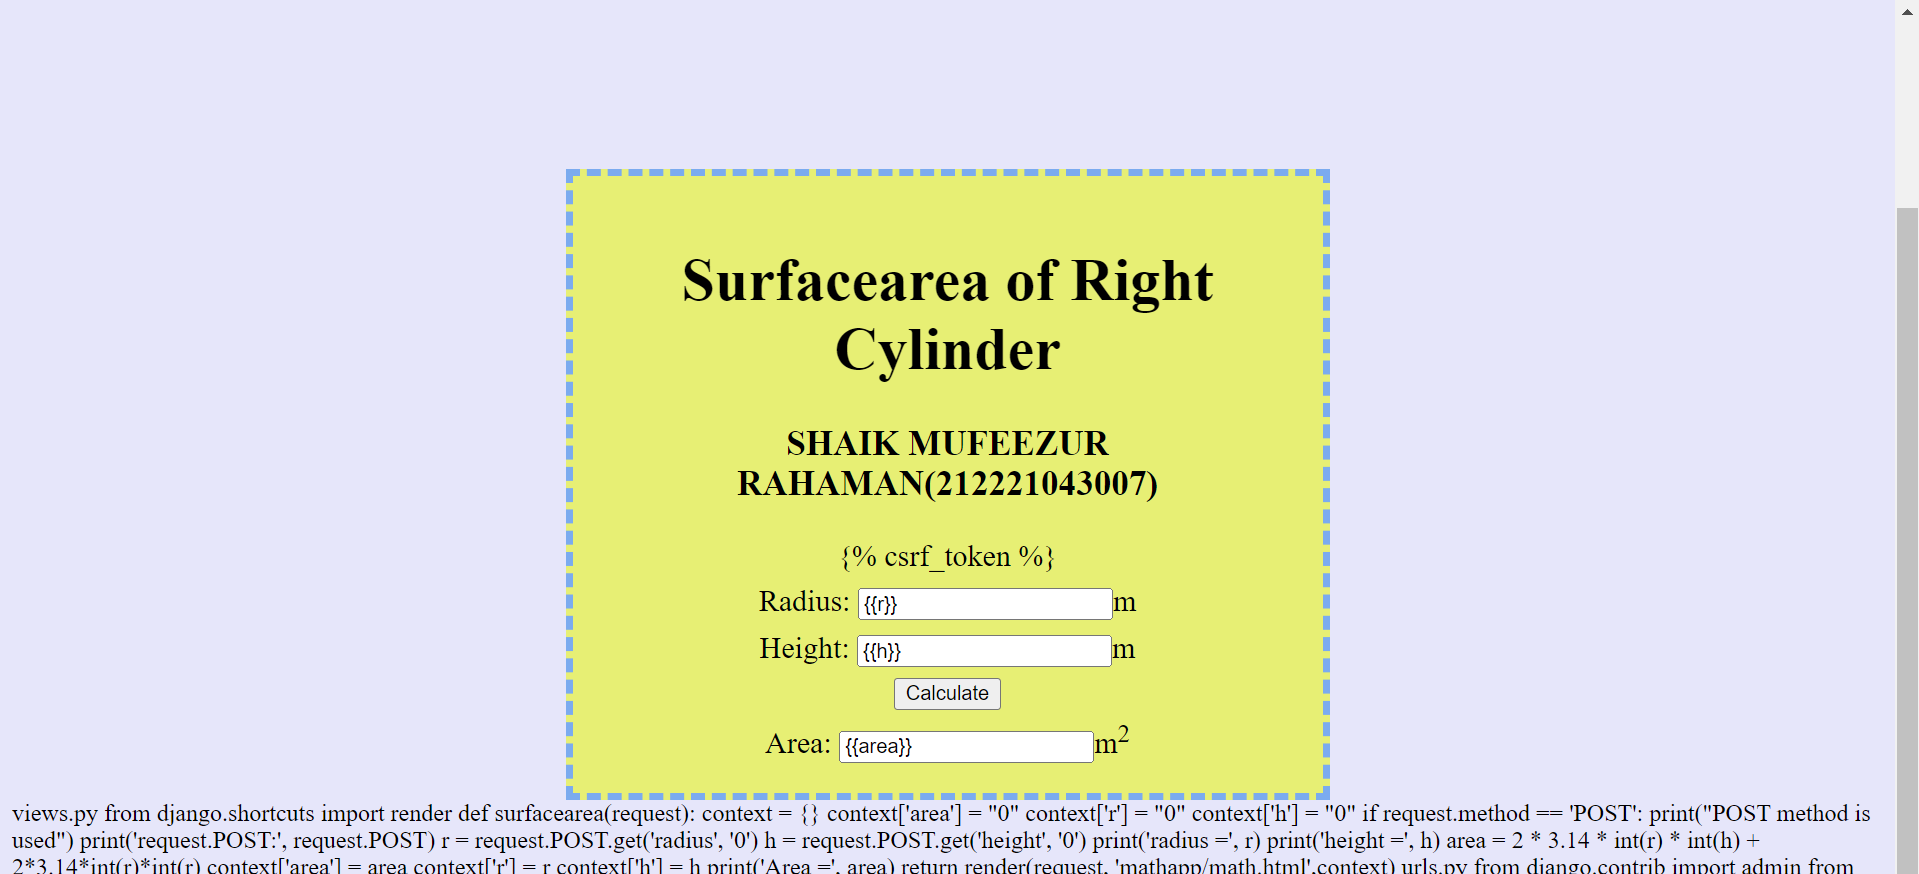 Surfacearea of Right
Cylinder
SHAIK MUFEEZUR
RAHAMAN(212221043007)
{% csrf_token %}
Radius: {{r}}m
Height: {{h}}m
Calculate
Area: {{area}}m2
views.py from django.shortcuts import render def surfacearea(request): context = {} context['area'] = "0" context['r'] = "0" context['h'] = "0" if request.method == 'POST': print("POST method is
used") print('request.POST:', request.POST) r = request.POST.get('radius', '0') h = request.POST.get('height', '0') print('radius =', r) print('height =', h) area = 2 * 3.14 * int(r) * int(h) +
2*3.14*int(r)*int(r) context['area'] = area context['r'] = r context['h'] = h print('Area =', area) return render(request, 'mathapp/math.html',context) urls.py from django.contrib import admin from